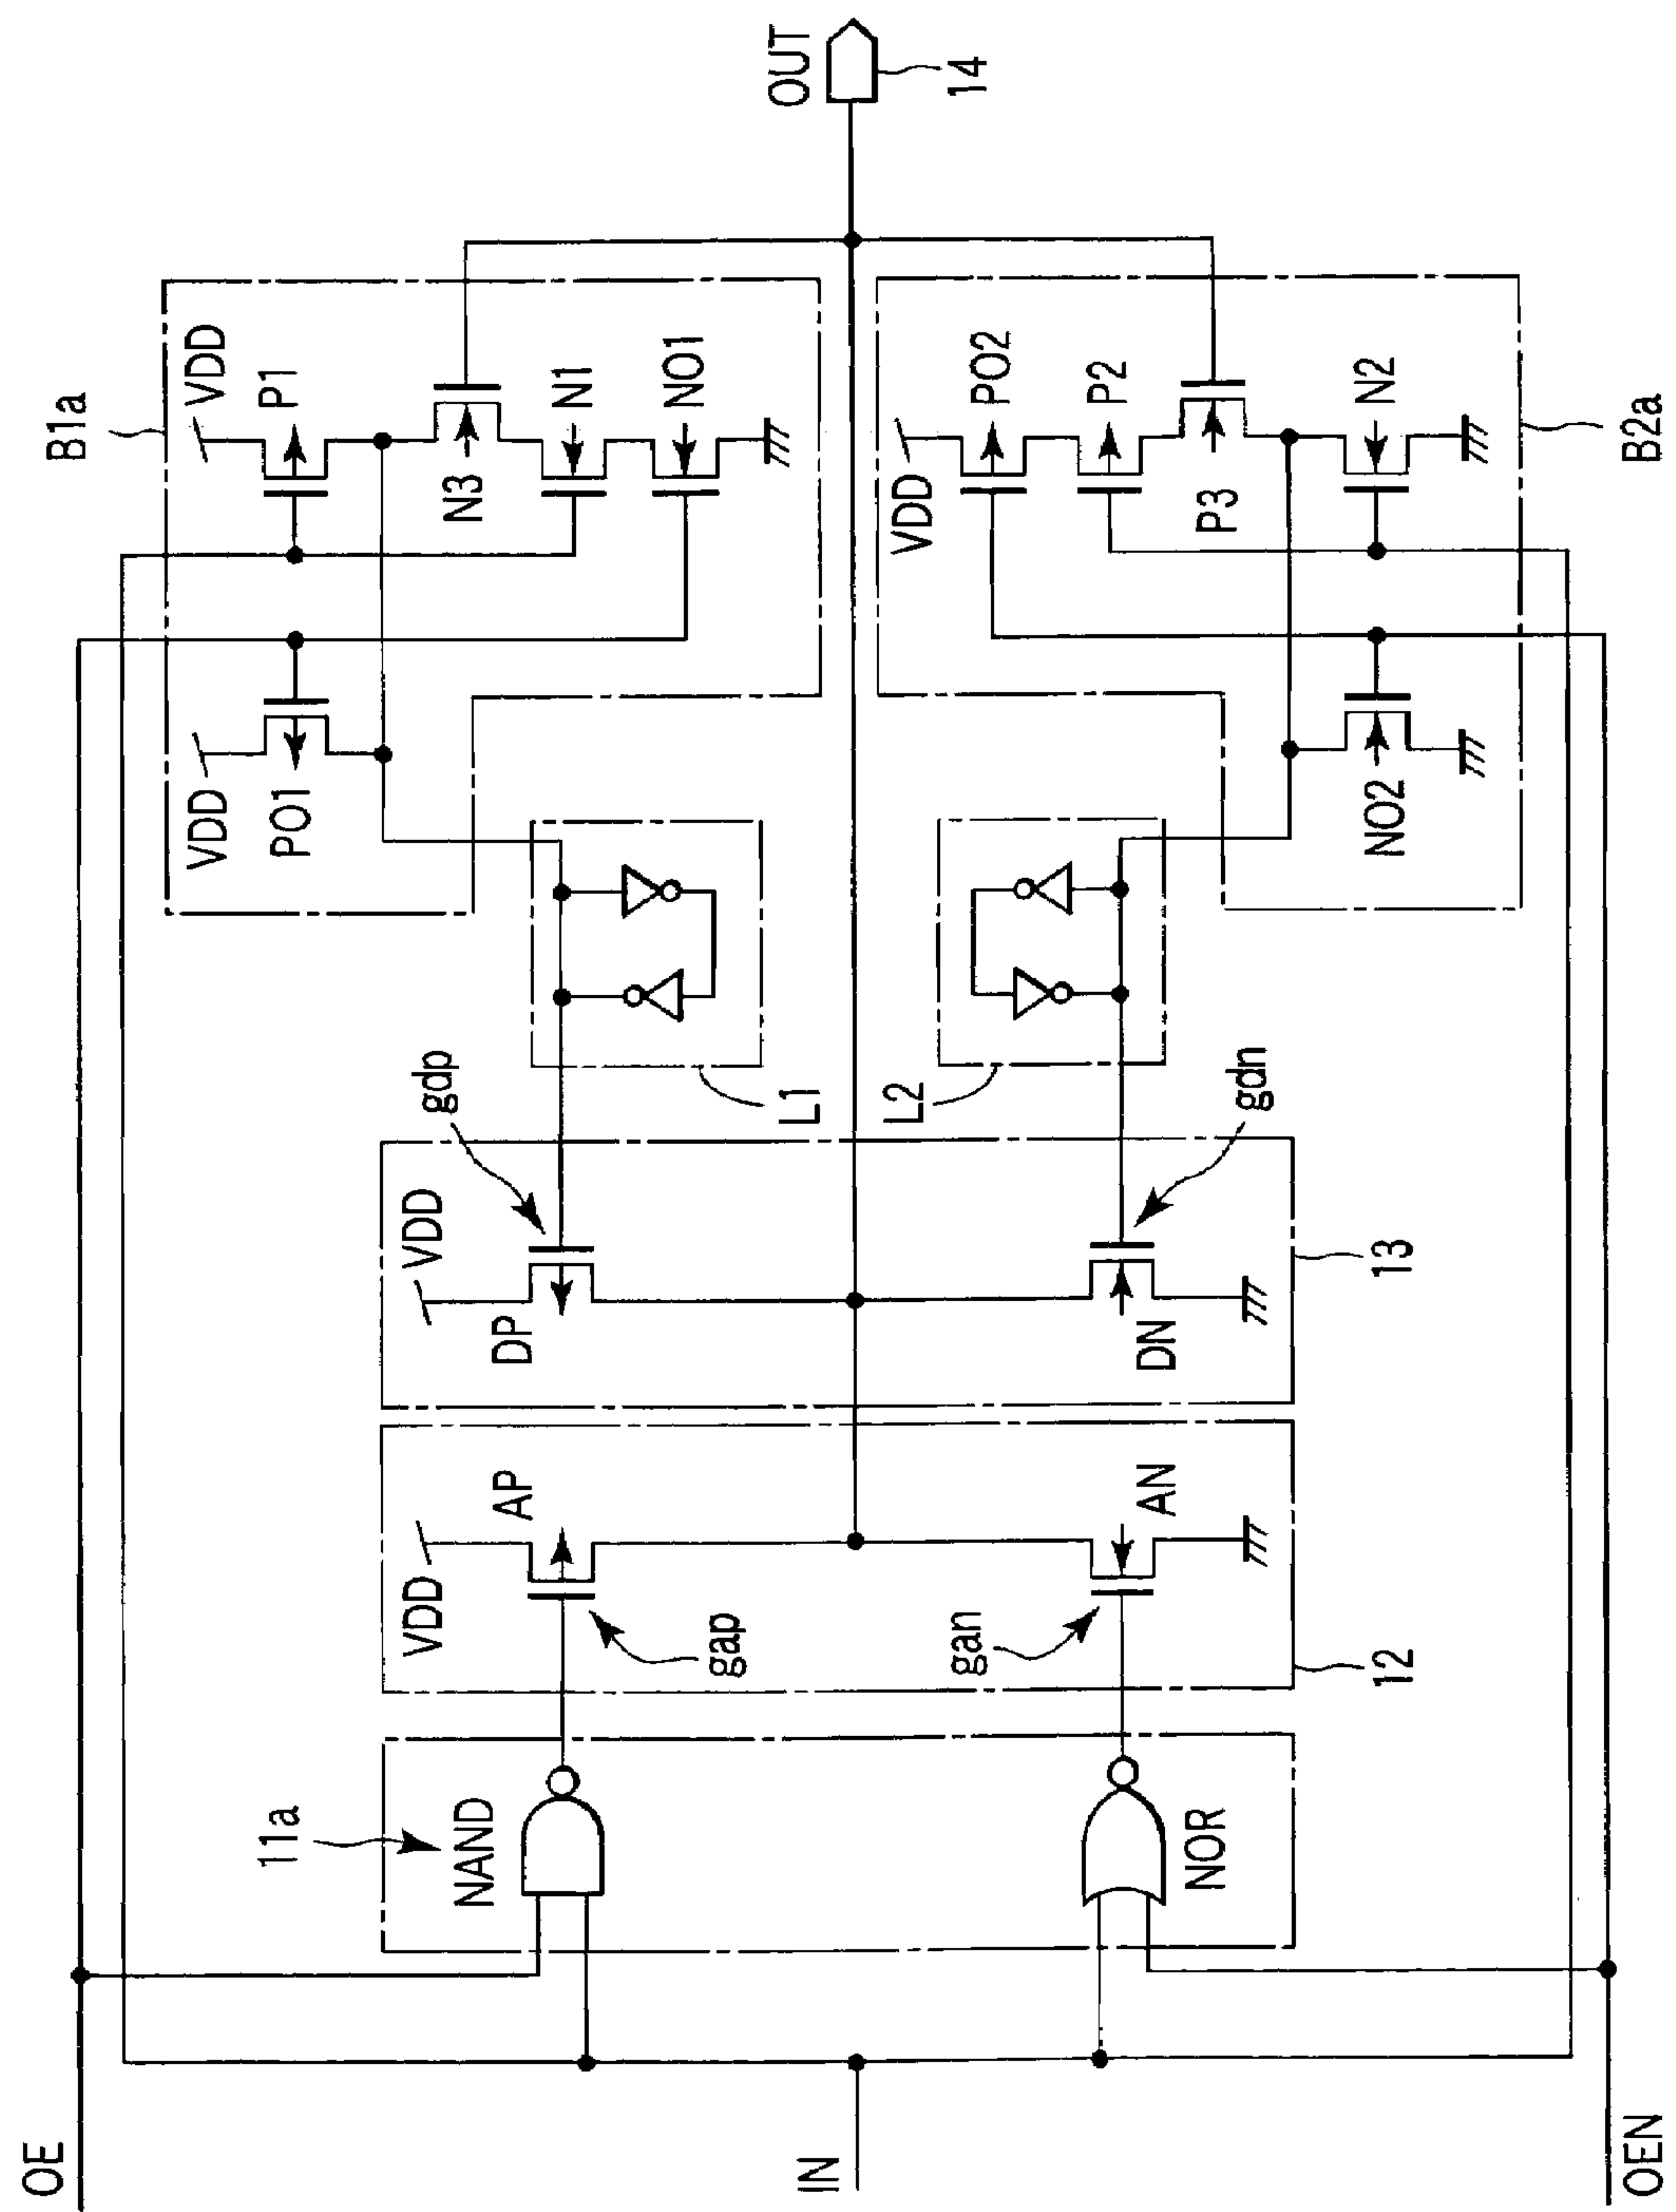 OE
IN
OEN
11a
NAND
NOR
VDD
AP
gap
gan
AN
12
VDD
DP
gdp
DN
gdn
13
L1
L2
B1a
VDD
PO1
VDD
P1
N3
N1
NO1
VDD
PO2
P2
P3
N2
NO2
B2a
OUT
14